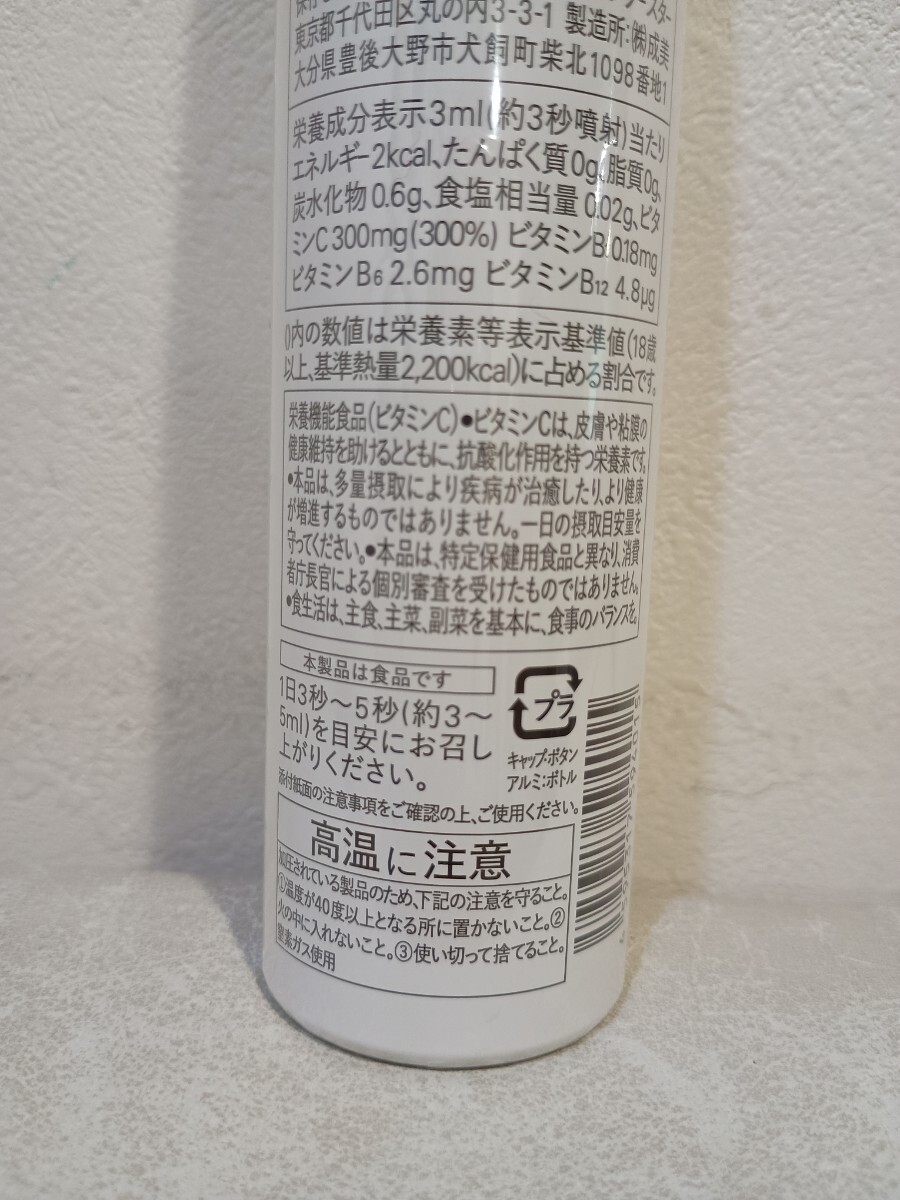 東京都千代田区丸の内3-3-1 製造所:㈱成美
大分県豊後大野市犬飼町柴北1098番地1
栄養成分表示3ml(約3秒噴射)当たり
エネルギー2kcal、たんぱく質0g、脂質0g、
炭水化物 0.6g、食塩相当量 0.02g、ビタ
ミンC 300mg(300%) ビタミンB₂ 0.18mg
ビタミンB₆ 2.6mg ビタミンB₁₂ 4.8μg
()内の数値は栄養素等表示基準値(18歳
以上、基準熱量2,200kcal)に占める割合です。
栄養機能食品(ビタミンC)●ビタミンCは、皮膚や粘膜の
健康維持を助けるとともに、抗酸化作用を持つ栄養素です。
●本品は、多量摂取により疾病が治癒したり、より健康
が増進するものではありません。一日の摂取目安量を
守ってください。●本品は、特定保健用食品と異なり、消費
者庁長官による個別審査を受けたものではありません。
●食生活は、主食、主菜、副菜を基本に、食事のバランスを。
本製品は食品です
1日3秒～5秒(約3～
5ml)を目安にお召し
上がりください。
プラ
キャップ・ボタン
アルミ:ボトル
添付紙面の注意事項をご確認の上、ご使用ください。
高温に注意
加圧されている製品のため、下記の注意を守ること。
①温度が40度以上となる所に置かないこと。②
火の中に入れないこと。③使い切って捨てること。
窒素ガス使用